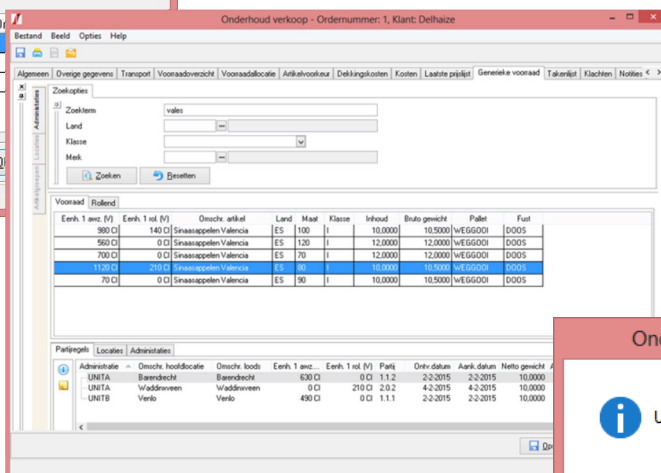 Onderhoud verkoop - Ordernummer: 1, Klant: Delhaize
Bestand Beeld Opties Help
Algemeen Overige gegevens Transport Voorraadoverzicht Voorraadallocatie Artikelvoorkeur Dekkingskosten Kosten Laatste prijslijst Generieke voorraad Takenlijst Klachten Notities
Administraties
Locaties
Artikelgroepen
Zoekopties
Zoekterm vales
Land
Klasse
Merk
Zoeken Resetten
Voorraad Rollend
Eenh. 1 awz. (V) Eenh. 1 rol. (V) Omschr. artikel Land Maat Klasse Inhoud Bruto gewicht Pallet Fust
980 Cl 140 Cl Sinaasappelen Valencia ES 100 I 10,0000 10,5000 WEGGOOI DOOS
560 Cl 0 Cl Sinaasappelen Valencia ES 120 I 12,0000 12,0000 WEGGOOI DOOS
700 Cl 0 Cl Sinaasappelen Valencia ES 70 I 12,0000 12,0000 WEGGOOI DOOS
1120 Cl 210 Cl Sinaasappelen Valencia ES 80 I 10,0000 10,5000 WEGGOOI DOOS
70 Cl 0 Cl Sinaasappelen Valencia ES 90 I 10,0000 10,5000 WEGGOOI DOOS
Partijregels Locaties Administraties
Administratie Omschr. hoofdlocatie Omschr. loods Eenh. 1 awz.... Eenh. 1 rol. (V) Partij Ontv.datum Aank.datum Netto gewicht A
UNITA Barendrecht Barendrecht 630 Cl 0 Cl 1.1.2 2-2-2015 2-2-2015 10,0000
UNITA Waddinxveen Waddinxveen 0 Cl 210 Cl 2.0.2 4-2-2015 4-2-2015 10,0000
UNITB Venlo Venlo 490 Cl 0 Cl 1.1.1 2-2-2015 2-2-2015 10,0000
Op
Ond
U